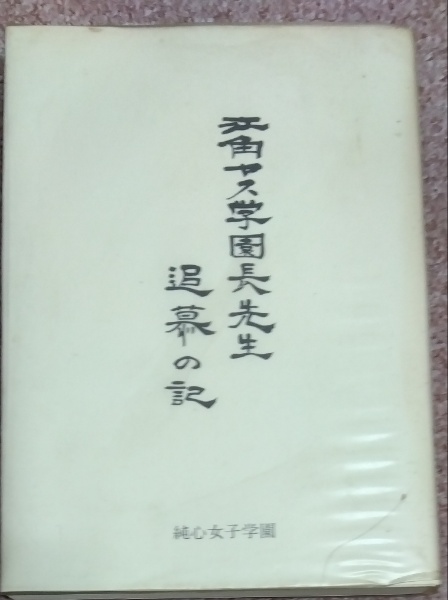 江角ヤス学園長先生
追慕の記
純心女子学園